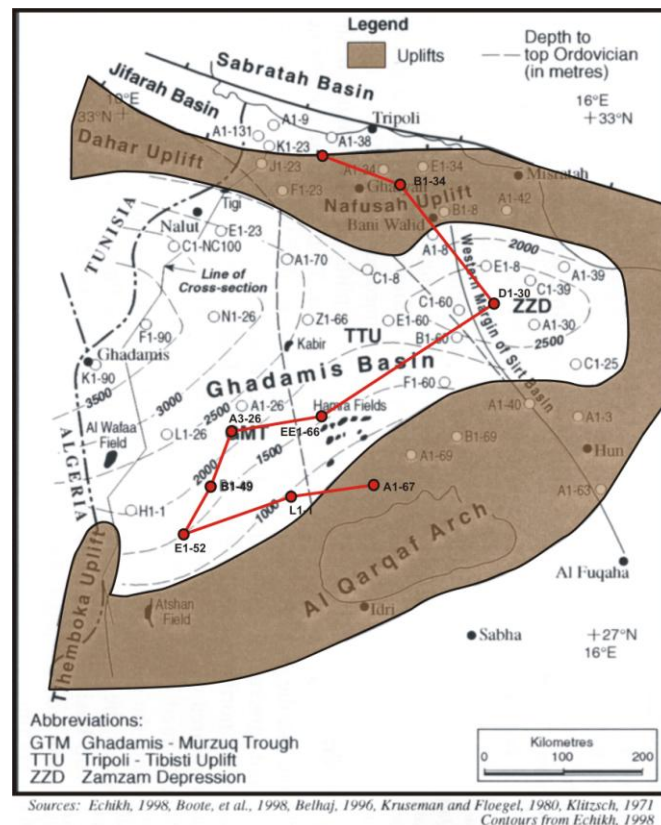 Legend
Uplifts
Depth to
top Ordovician
(in metres)
Sabratah Basin
Jifarah Basin
10°E
33°N +
16°E
+ 33°N
A1-9
A1-131
A1-38
Tripoli
K1-23
Dahar Uplift
J1-23
A1-34
E1-34
Misratah
B1-34
F1-23
Nafusah Uplift
A1-42
Tigi
Nalut
Bani Walid
B1-8
TUNISIA
E1-23
C1-NC100
A1-8
2000
A1-70
Line of
Cross-section
C1-8
E1-8
A1-39
C1-39
Western Margin of Sirt Basin
D1-30
C1-60
ZZD
N1-26
Z1-66
E1-60
A1-30
F1-90
TTU
B1-60
2500
Kabir
Ghadamis
K1-90
Ghadamis Basin
C1-25
3500
3000
F1-60
2500
A3-26
A1-26
Hamra Fields
A1-40
A1-3
EE1-66
Al Wafaa
Field
L1-26
GMT
B1-69
Hun
1500
2000
A1-69
ALGERIA
B1-49
A1-67
A1-63
H1-1
1000
L1-1
E1-52
Al Qarqaf Arch
Al Fuqaha
Tihemboka Uplift
Atshan
Field
Idri
Sabha
+ 27°N
16°E
Abbreviations:
GTM Ghadamis - Murzuq Trough
TTU Tripoli - Tibisti Uplift
ZZD Zamzam Depression
Kilometres
0 100 200
Sources: Echikh, 1998, Boote, et al., 1998, Belhaj, 1996, Kruseman and Floegel, 1980, Klitzsch, 1971
Contours from Echikh, 1998